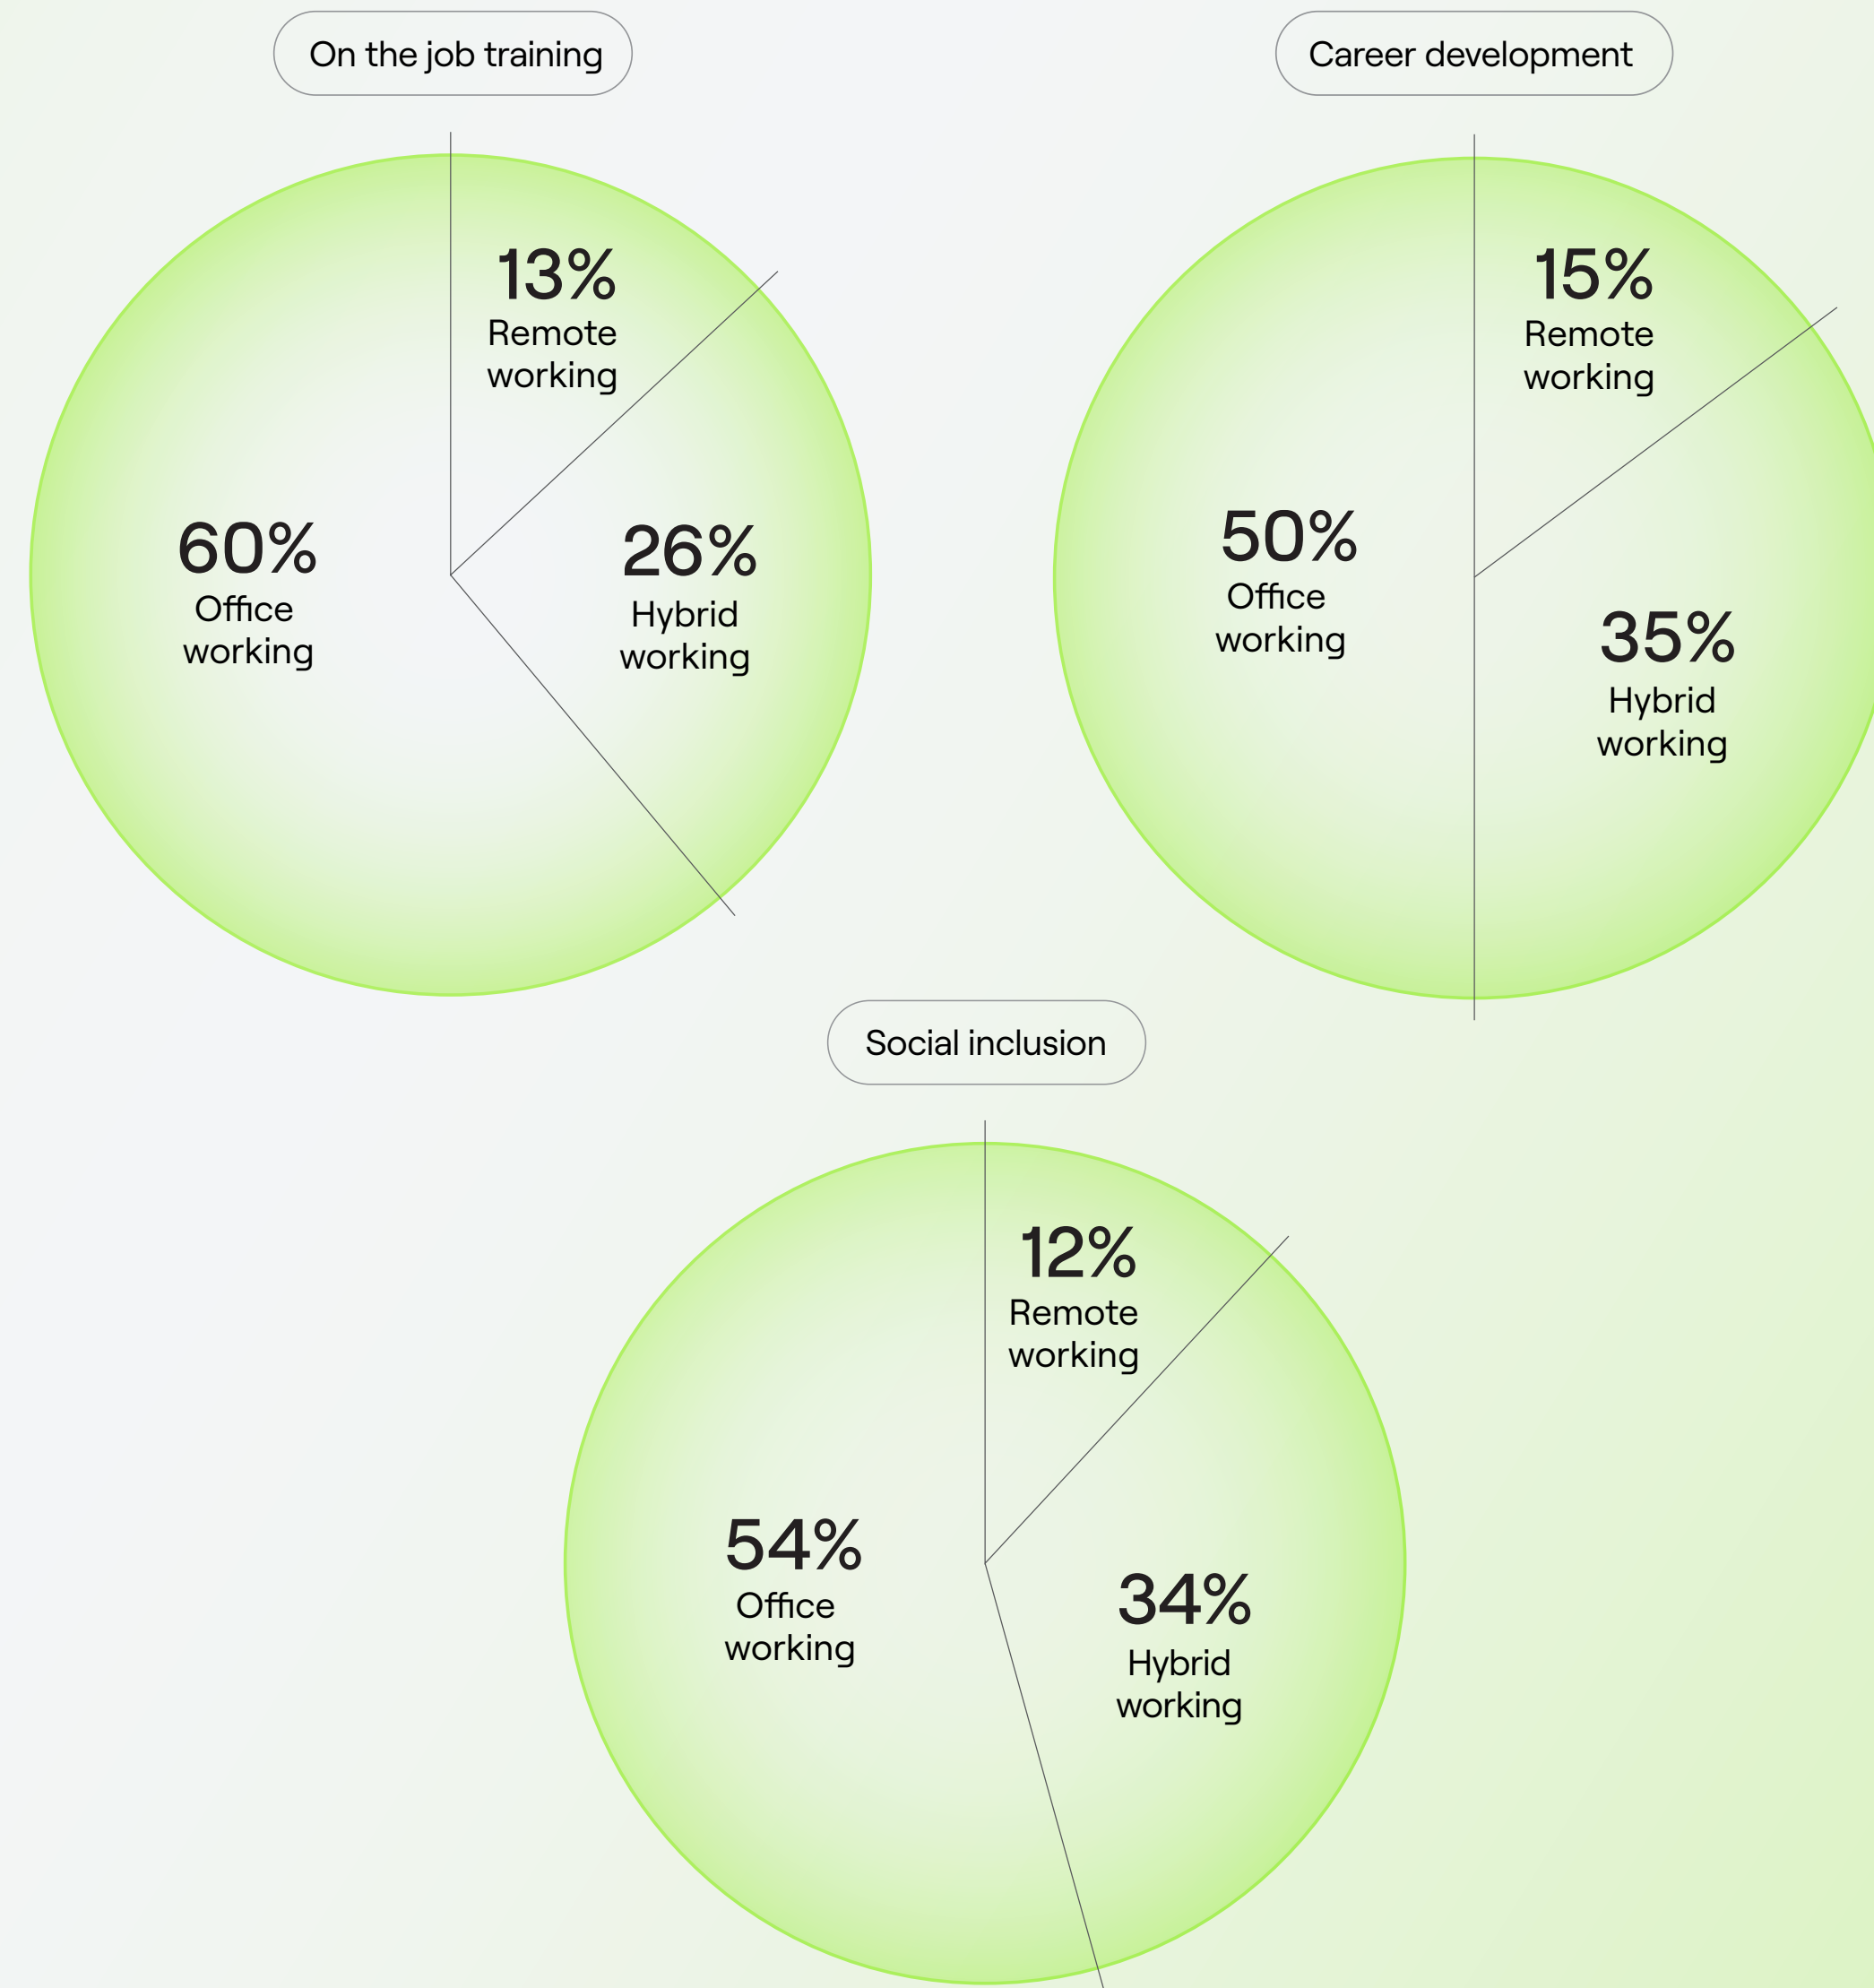 On the job training
13%
Remote
working
60%
Office
working
26%
Hybrid
working
Career development
15%
Remote
working
50%
Office
working
35%
Hybrid
working
Social inclusion
12%
Remote
working
54%
Office
working
34%
Hybrid
working